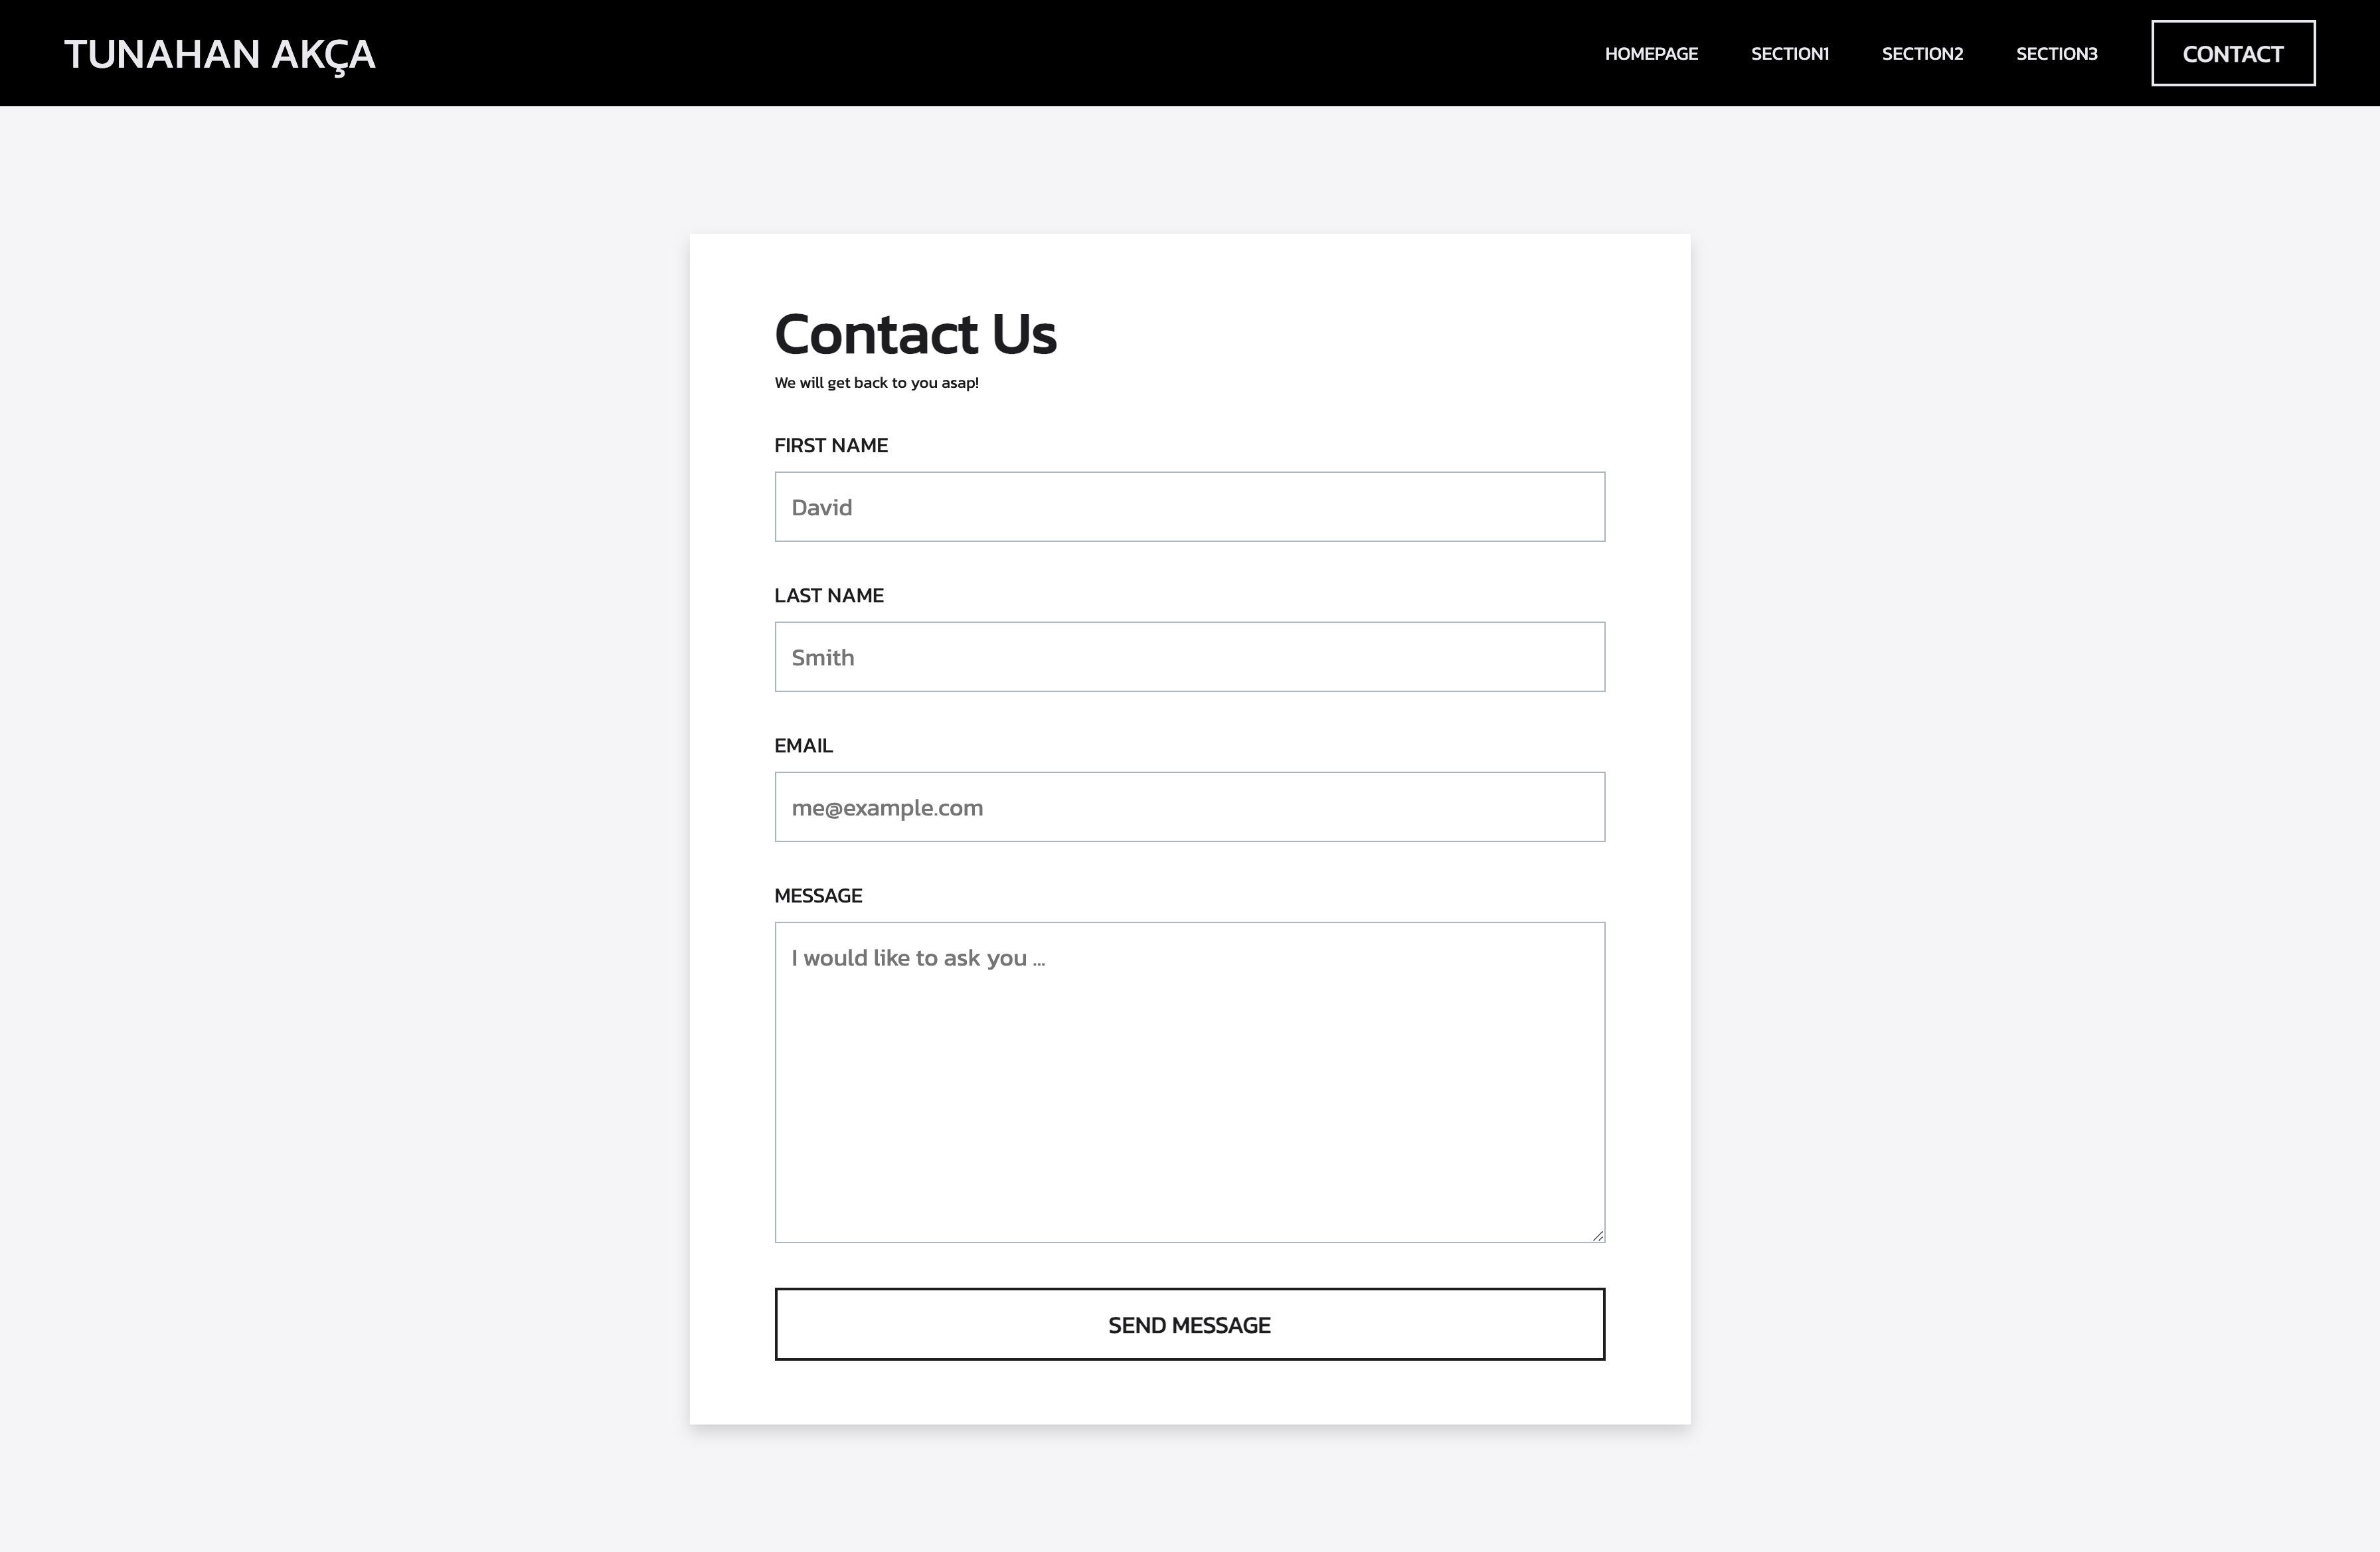 TUNAHAN AKÇA
HOMEPAGE SECTION1 SECTION2 SECTION3 CONTACT
Contact Us
We will get back to you asap!
FIRST NAME
David
LAST NAME
Smith
EMAIL
me@example.com
MESSAGE
I would like to ask you ...
SEND MESSAGE